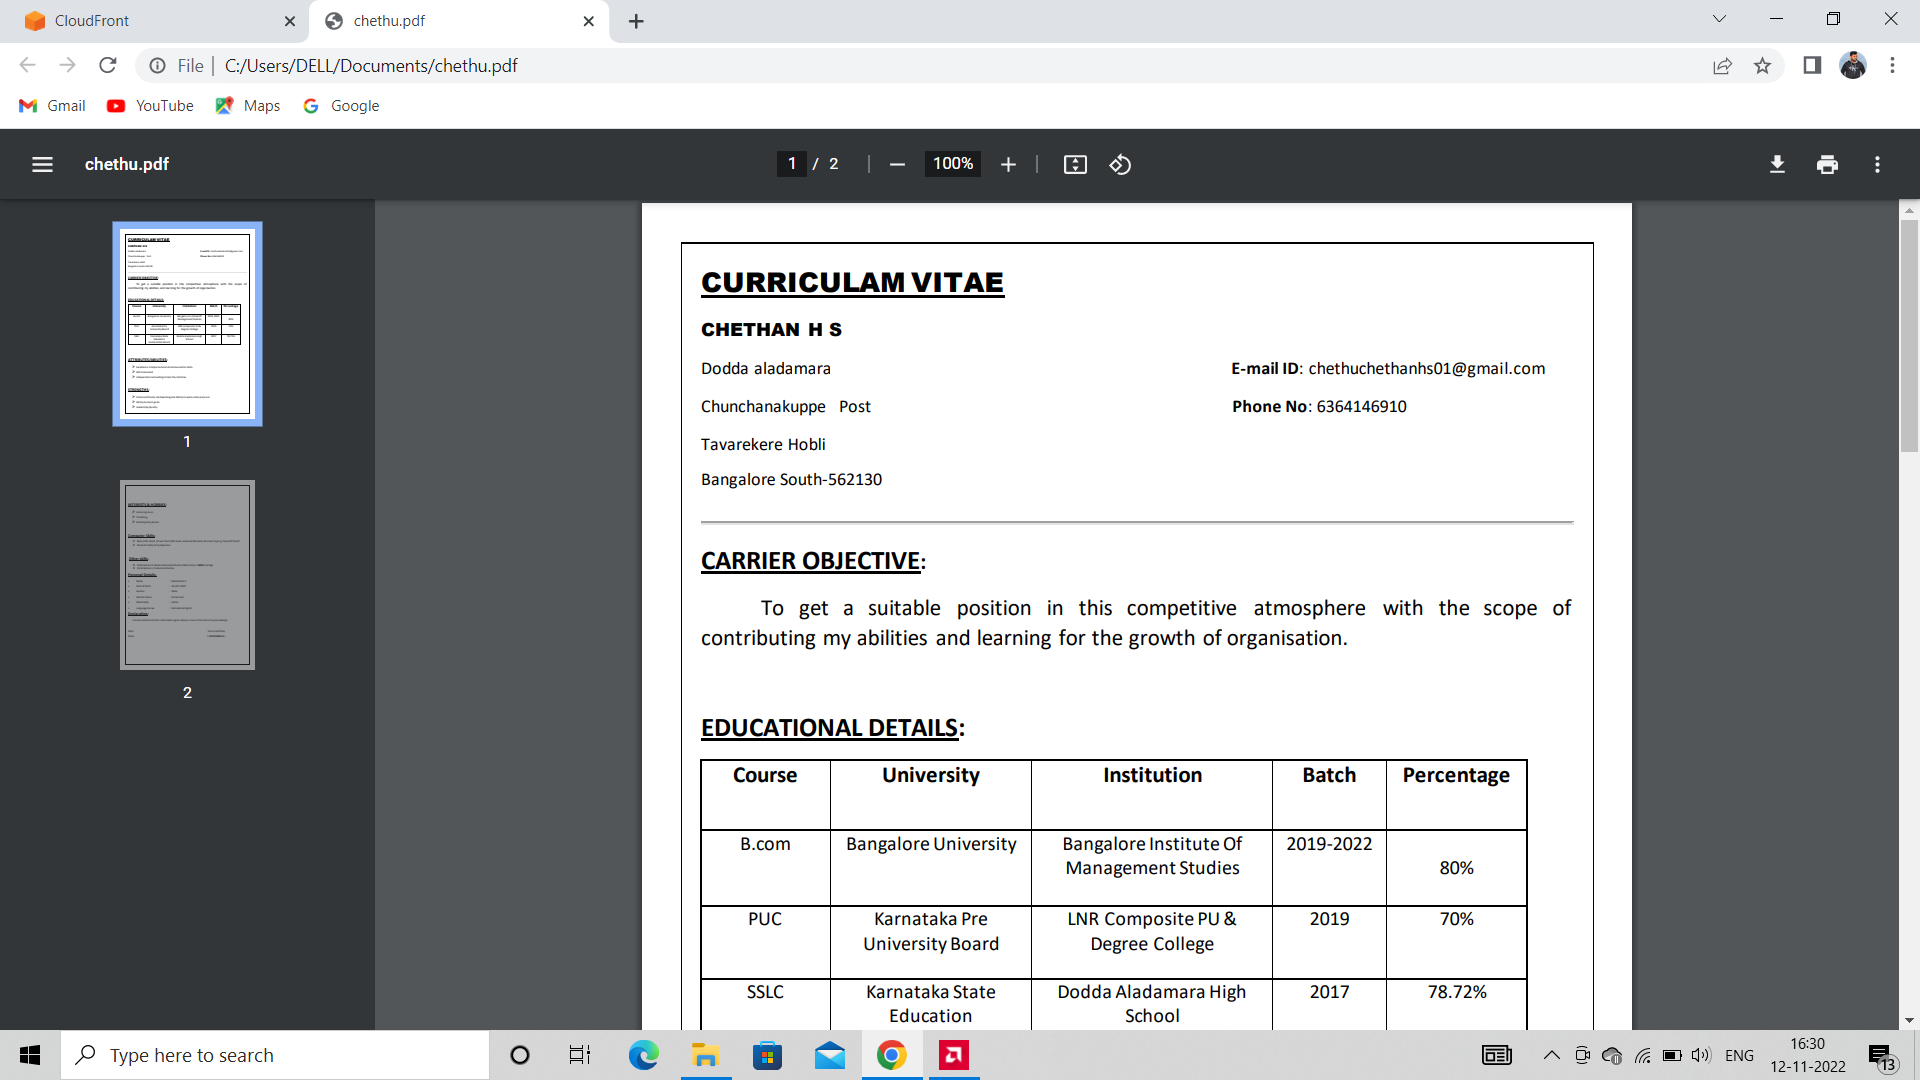 CloudFront
chethu.pdf
File
C:/Users/DELL/Documents/chethu.pdf
Gmail
YouTube
Maps
Google
chethu.pdf
1 / 2
100%
1
2
CURRICULAM VITAE
CHETHAN H S
Dodda aladamara
E-mail ID: chethuchethanhs01@gmail.com
Chunchanakuppe Post
Phone No: 6364146910
Tavarekere Hobli
Bangalore South-562130
CARRIER OBJECTIVE:
To get a suitable position in this competitive atmosphere with the scope of
contributing my abilities and learning for the growth of organisation.
EDUCATIONAL DETAILS:
Course University Institution Batch Percentage
B.com Bangalore University Bangalore Institute Of 2019-2022
Management Studies 80%
PUC Karnataka Pre LNR Composite PU & 2019 70%
University Board Degree College
SSLC Karnataka State Dodda Aladamara High 2017 78.72%
Education School
Type here to search
ENG
16:30
12-11-2022
13